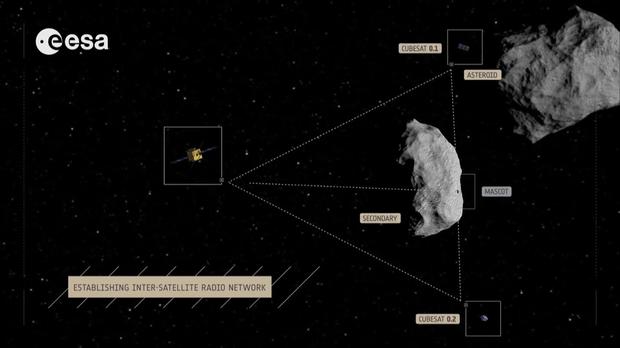 esa
CUBESAT 0.1
ASTEROID
MASCOT
SECONDARY
ESTABLISHING INTER-SATELLITE RADIO NETWORK
CUBESAT 0.2